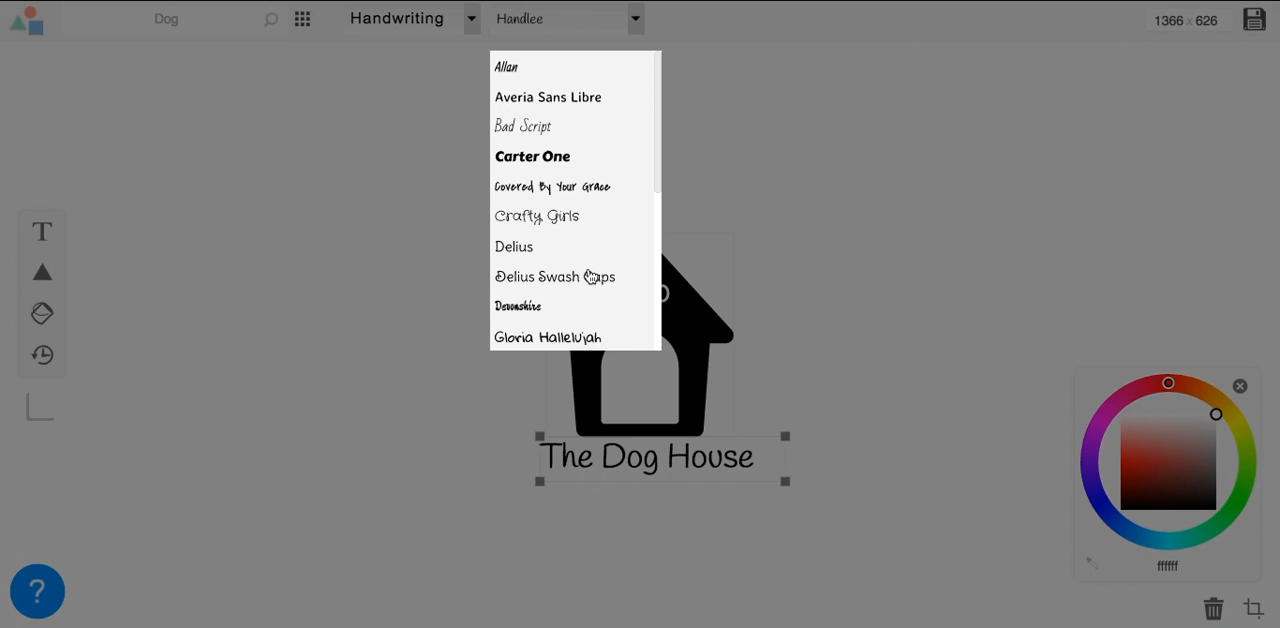 Dog
Handwriting
Handlee
1366 x 626
Allan
Averia Sans Libre
Bad Script
Carter One
Covered By Your Grace
Crafty Girls
Delius
Delius Swash Caps
Devonshire
Gloria Hallelujah
T
The Dog House
?
ffffff